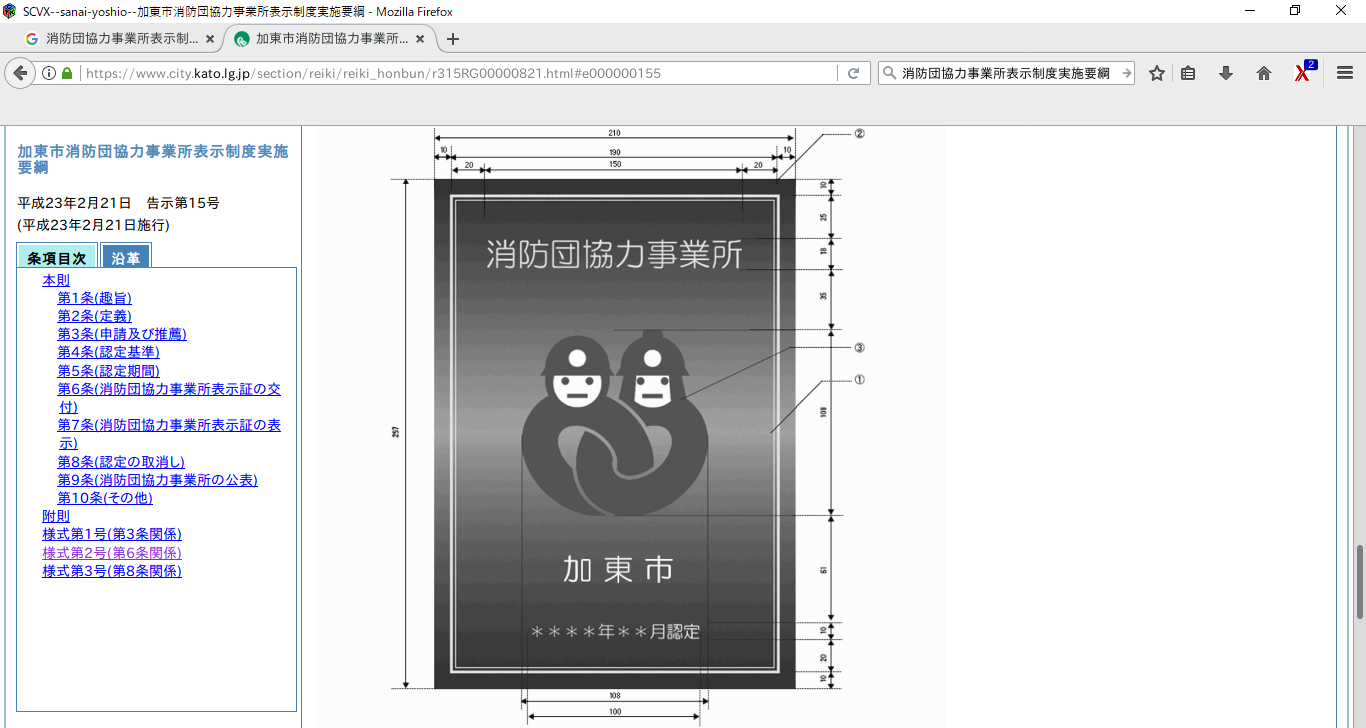 SCVX--sanai-yoshio--加東市消防団協力事業所表示制度実施要綱 - Mozilla Firefox
消防団協力事業所表示制...
加東市消防団協力事業所...
https://www.city.kato.lg.jp/section/reiki/reiki_honbun/r315RG00000821.html#e000000155
消防団協力事業所表示制度実施要綱
2
加東市消防団協力事業所表示制度実施
要綱
平成23年2月21日 告示第15号
(平成23年2月21日施行)
条項目次 沿革
本則
第1条(趣旨)
第2条(定義)
第3条(申請及び推薦)
第4条(認定基準)
第5条(認定期間)
第6条(消防団協力事業所表示証の交
付)
第7条(消防団協力事業所表示証の表
示)
第8条(認定の取消し)
第9条(消防団協力事業所の公表)
第10条(その他)
附則
様式第1号(第3条関係)
様式第2号(第6条関係)
様式第3号(第8条関係)
210
②
10 190 10
20 150 20
10
25
消防団協力事業所
18
35
③
①
108
297
加東市
61
＊＊＊＊年＊＊月認定
10
20
10
108
100